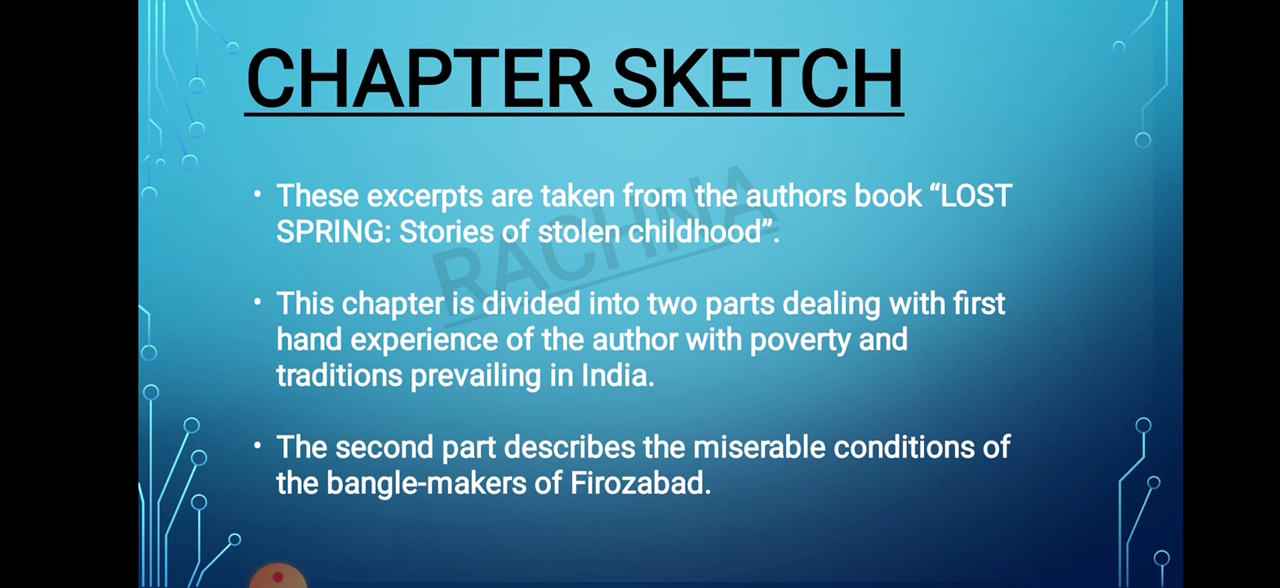 CHAPTER SKETCH
• These excerpts are taken from the authors book “LOST
SPRING: Stories of stolen childhood”.
• This chapter is divided into two parts dealing with first
hand experience of the author with poverty and
traditions prevailing in India.
• The second part describes the miserable conditions of
the bangle-makers of Firozabad.
RACHNA